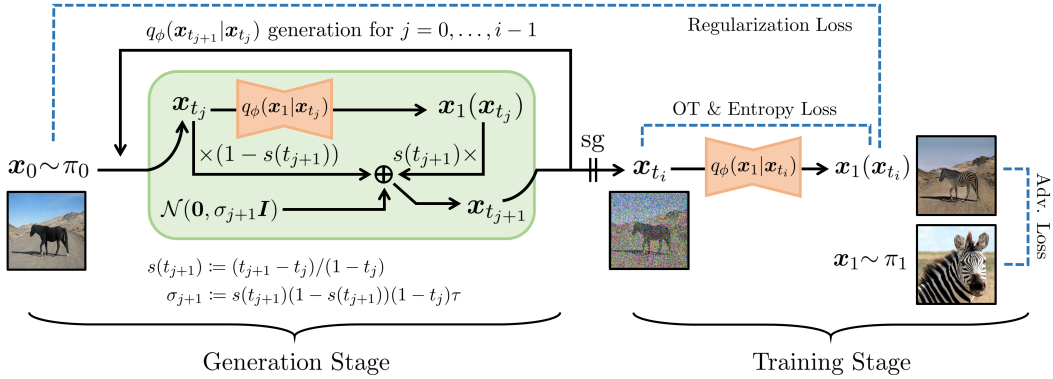 q_ϕ(x_{t_{j+1}}|x_{t_j}) generation for j = 0, . . . , i − 1
Regularization Loss
x_{t_j}
q_ϕ(x_1|x_{t_j})
x_1(x_{t_j})
OT & Entropy Loss
×(1 − s(t_{j+1}))
s(t_{j+1})×
⊕
sg
x_0 ∼ π_0
N(0, σ_{j+1}I)
x_{t_{j+1}}
x_{t_i}
q_ϕ(x_1|x_{t_i})
x_1(x_{t_i})
Adv. Loss
x_1 ∼ π_1
s(t_{j+1}) ≔ (t_{j+1} − t_j)/(1 − t_j)
σ_{j+1} ≔ s(t_{j+1})(1 − s(t_{j+1}))(1 − t_j)τ
Generation Stage
Training Stage